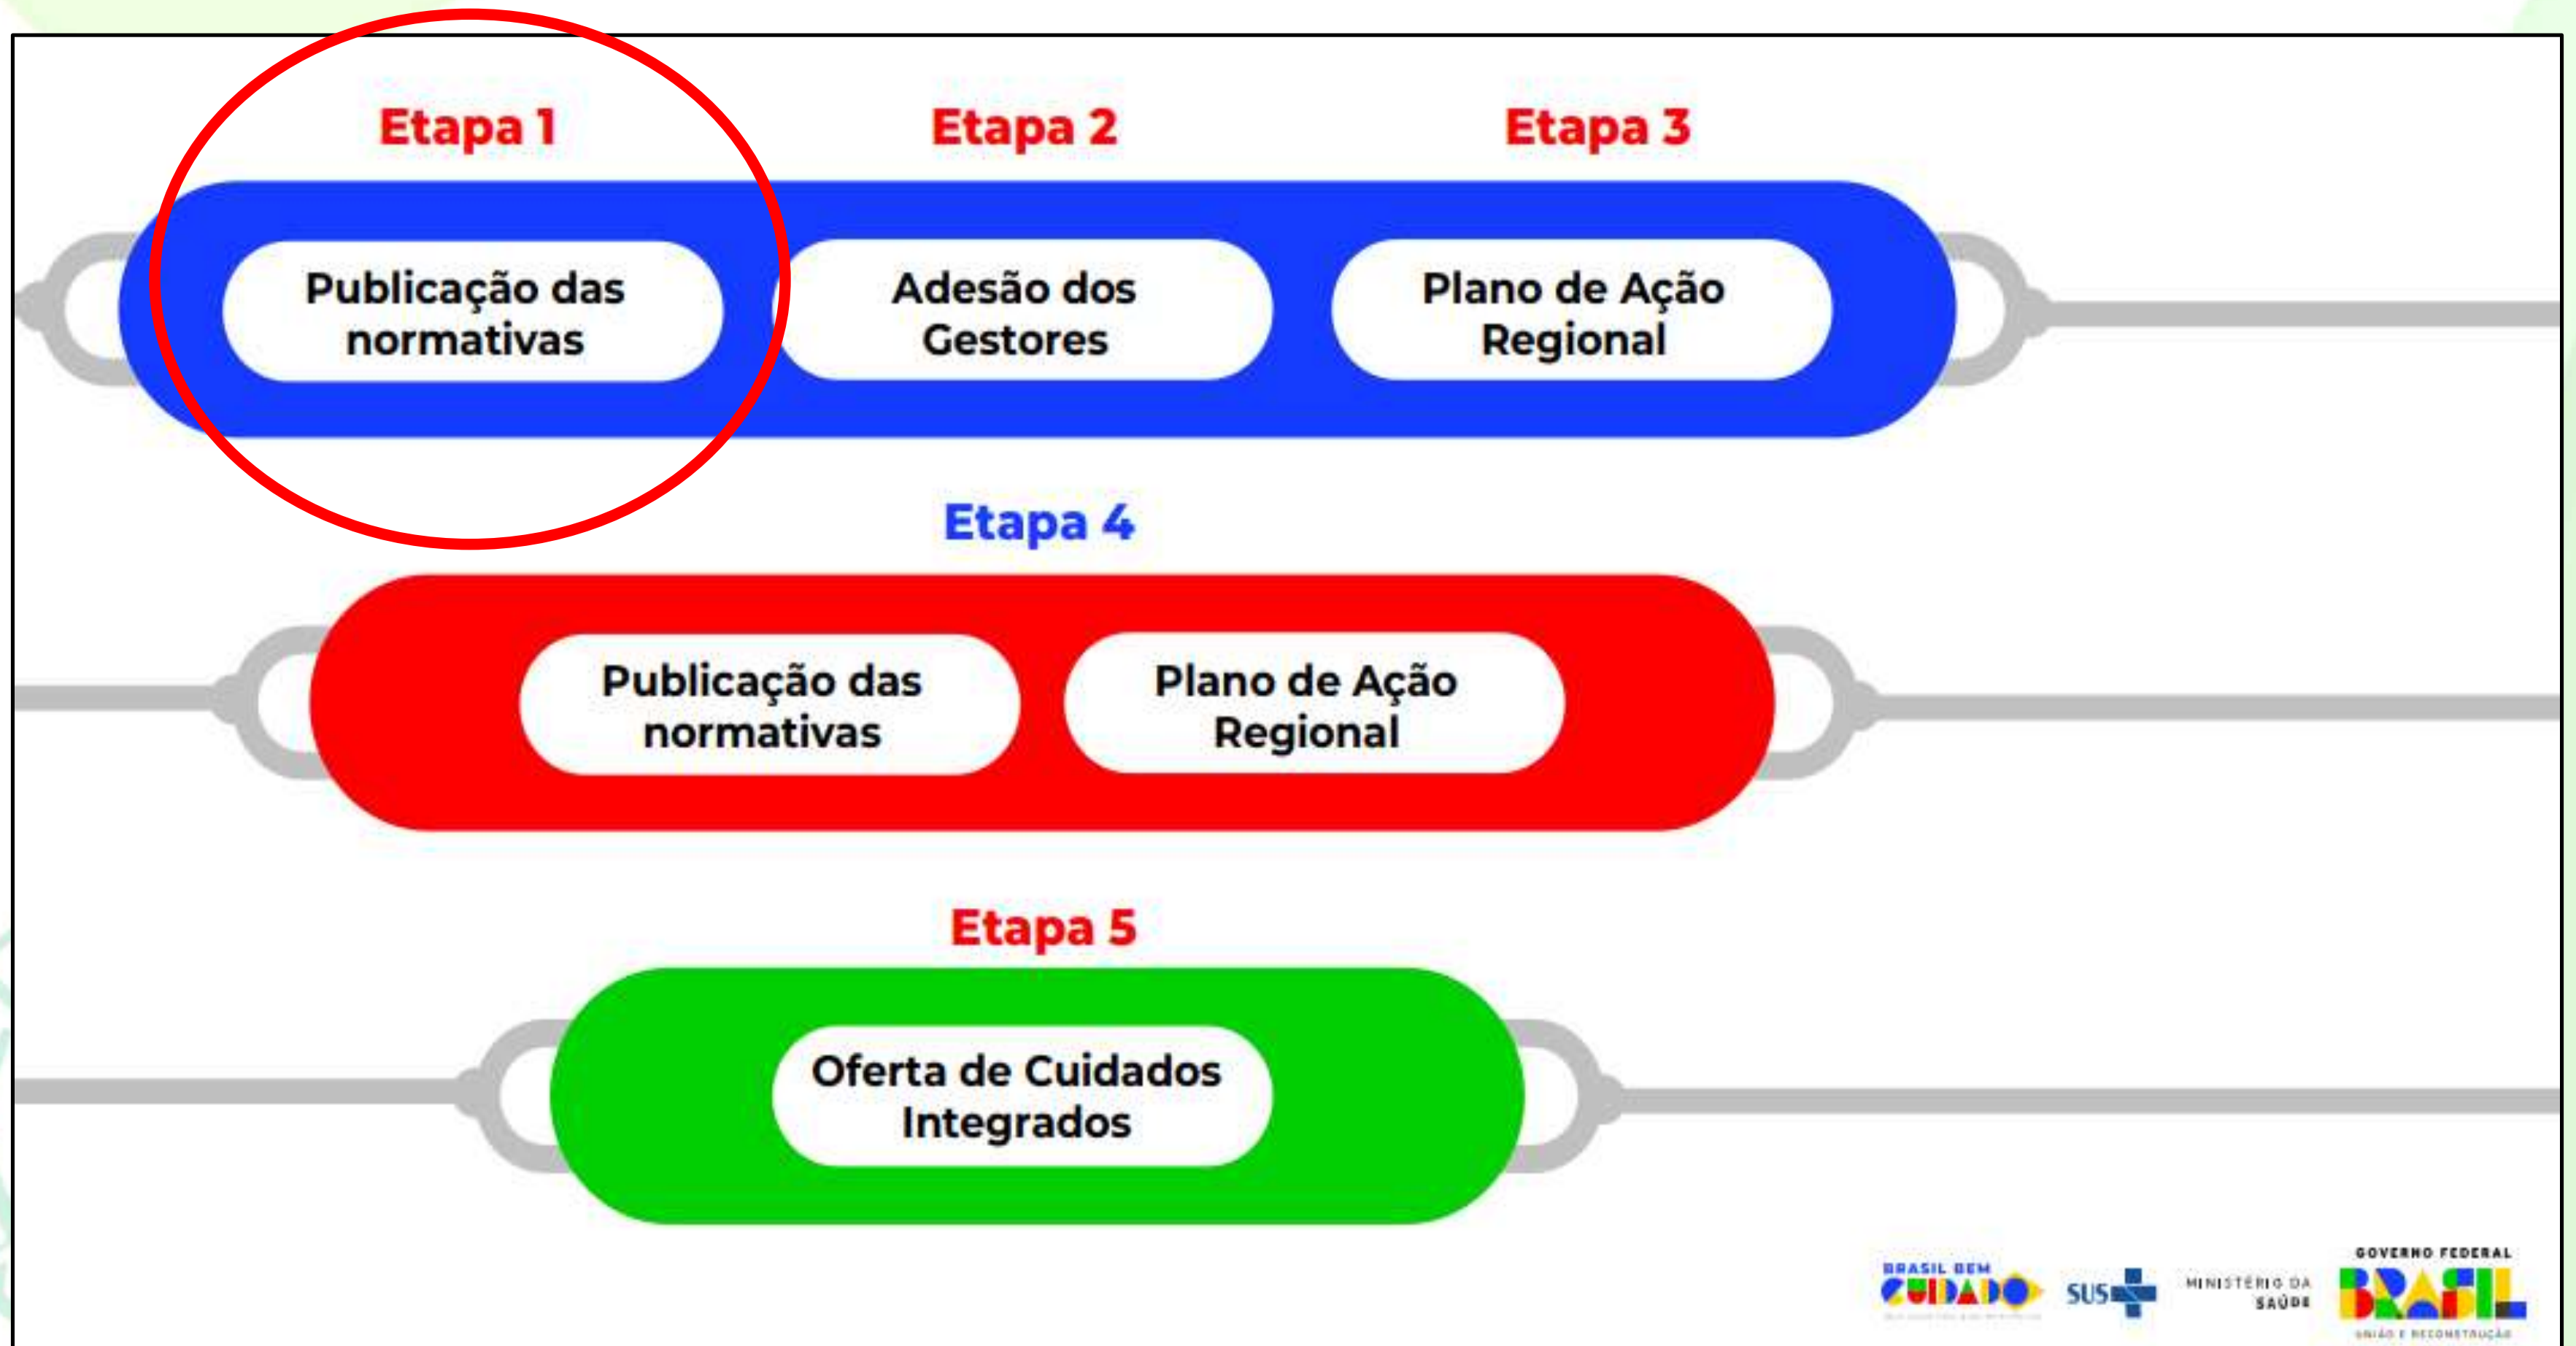 Etapa 1
Etapa 2
Etapa 3
Publicação das
normativas
Adesão dos
Gestores
Plano de Ação
Regional
Etapa 4
Publicação das
normativas
Plano de Ação
Regional
Etapa 5
Oferta de Cuidados
Integrados
BRASIL BEM
CUIDADO
SUS
MINISTÉRIO DA
SAÚDE
GOVERNO FEDERAL
BRASIL
UNIÃO E RECONSTRUÇÃO